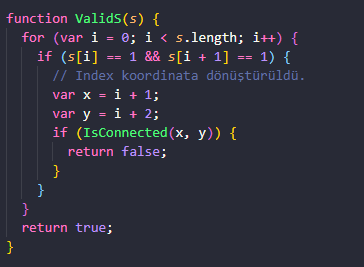 function ValidS(s) {
for (var i = 0; i < s.length; i++) {
if (s[i] == 1 && s[i + 1] == 1) {
// Index koordinata dönüştürüldü.
var x = i + 1;
var y = i + 2;
if (IsConnected(x, y)) {
return false;
}
}
}
return true;
}